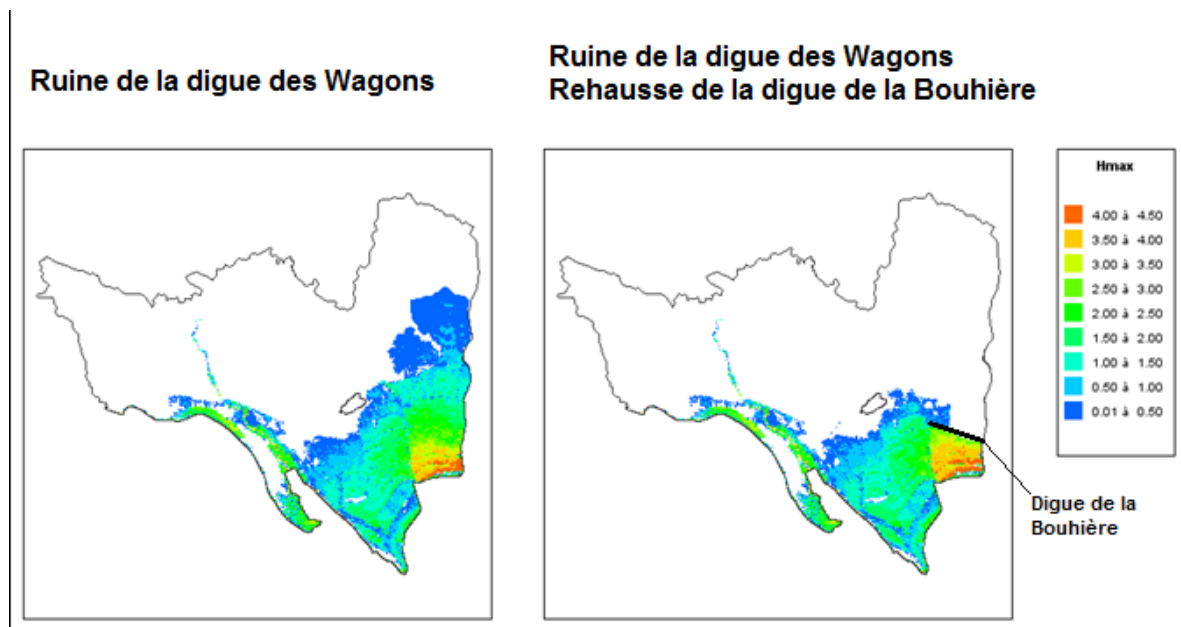 Ruine de la digue des Wagons
Ruine de la digue des Wagons
Rehausse de la digue de la Bouhière
Hmax
4.00 à 4.50
3.50 à 4.00
3.00 à 3.50
2.50 à 3.00
2.00 à 2.50
1.50 à 2.00
1.00 à 1.50
0.50 à 1.00
0.01 à 0.50
Digue de la
Bouhière